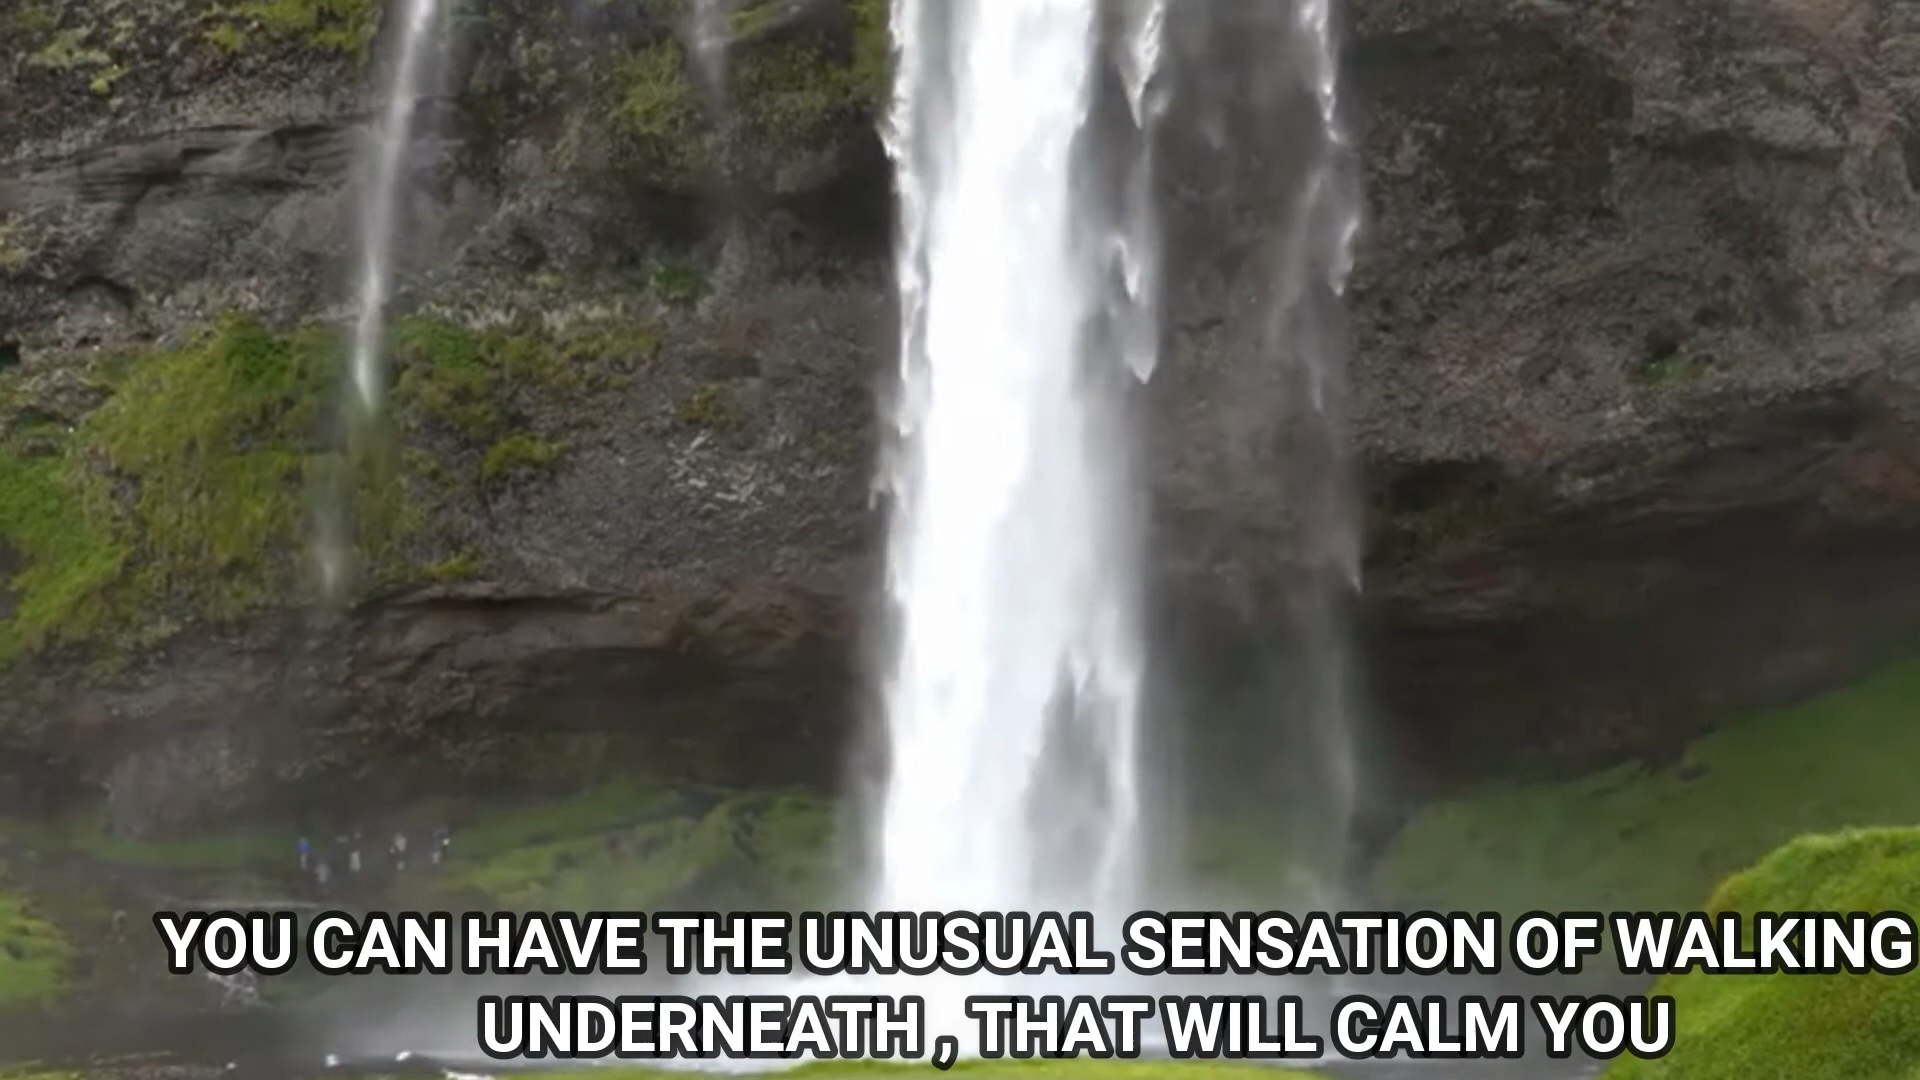 YOU CAN HAVE THE UNUSUAL SENSATION OF WALKING
UNDERNEATH , THAT WILL CALM YOU